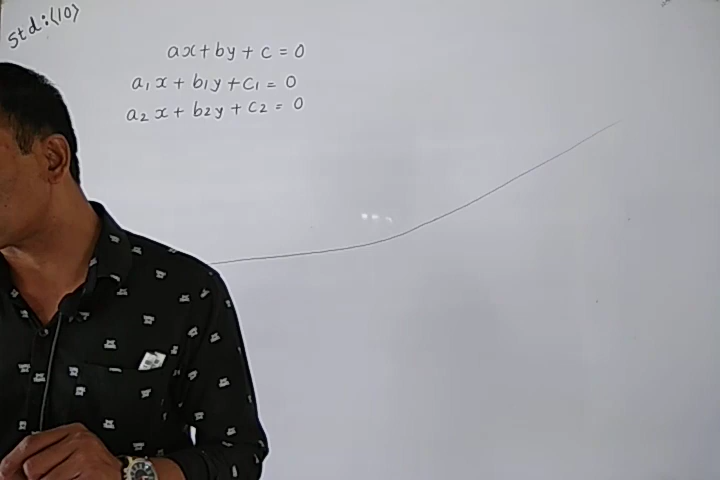 Std:(10)
ax+by+c=0
a₁x+b₁y+c₁=0
a₂x+b₂y+c₂=0